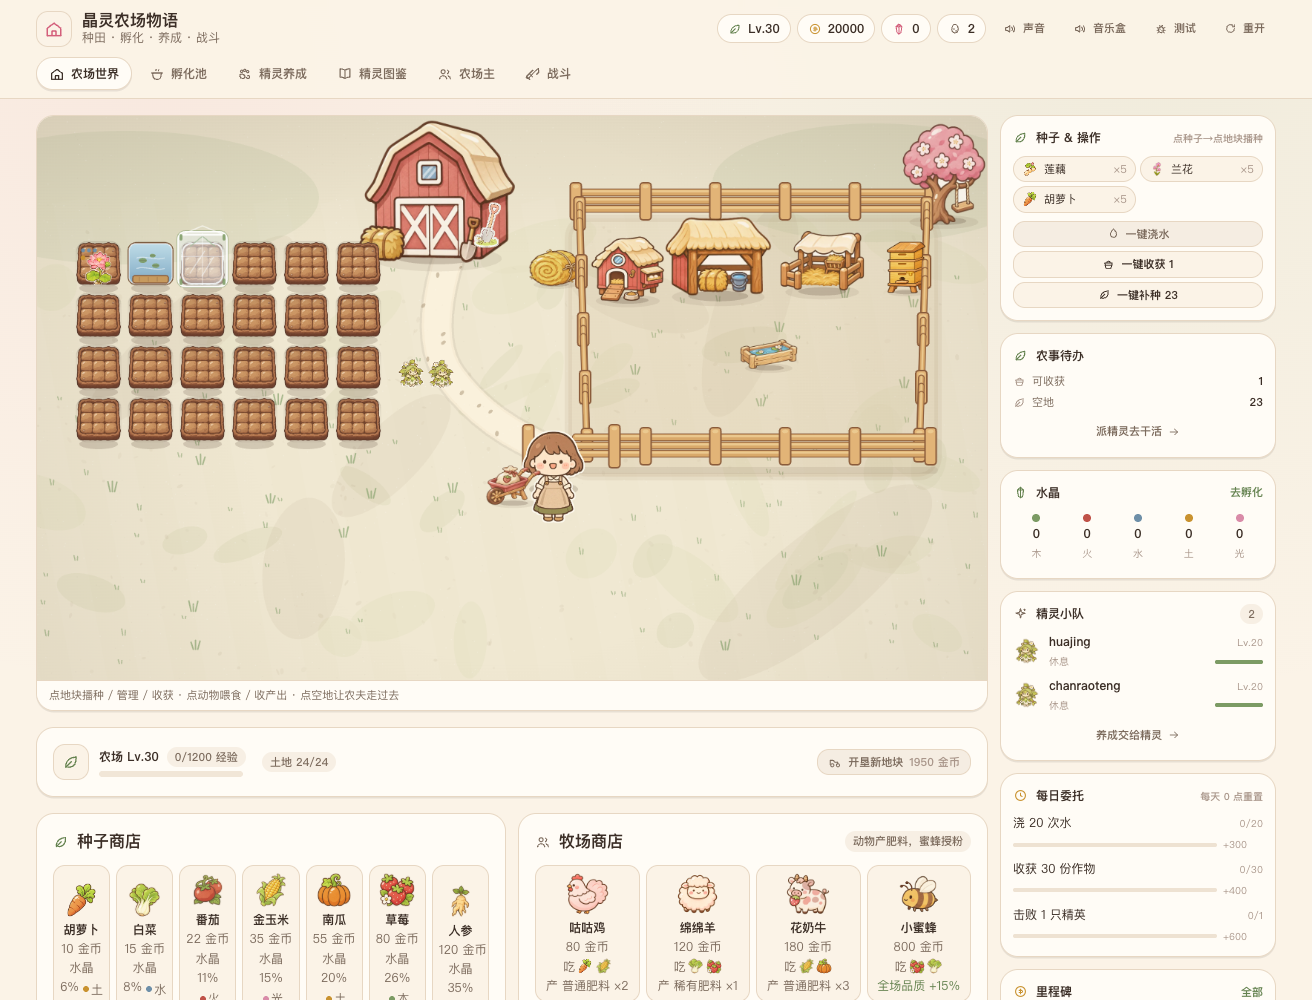 晶灵农场物语
种田 · 孵化 · 养成 · 战斗
Lv.30
20000
0
2
声音
音乐盒
测试
重开
农场世界
孵化池
精灵养成
精灵图鉴
农场主
战斗
种子 & 操作
点种子→点地块播种
莲藕 ×5
兰花 ×5
胡萝卜 ×5
一键浇水
一键收获 1
一键补种 23
农事待办
可收获 1
空地 23
派精灵去干活 →
水晶
去孵化
0 0 0 0 0
木 火 水 土 光
精灵小队
2
huajing Lv.20
休息
chanraoteng Lv.20
休息
养成交给精灵 →
点地块播种 / 管理 / 收获 · 点动物喂食 / 收产出 · 点空地让农夫走过去
农场 Lv.30
0/1200 经验
土地 24/24
开垦新地块 1950 金币
每日委托
每天 0 点重置
浇 20 次水 0/20
+300
收获 30 份作物 0/30
+400
击败 1 只精英 0/1
+600
里程碑
全部
种子商店
胡萝卜
10 金币
水晶
6% 土
白菜
15 金币
水晶
8% 水
番茄
22 金币
水晶
11%
火
金玉米
35 金币
水晶
15%
光
南瓜
55 金币
水晶
20%
土
草莓
80 金币
水晶
26%
木
人参
120 金币
水晶
35%
牧场商店
动物产肥料，蜜蜂授粉
咕咕鸡
80 金币
吃
产 普通肥料 ×2
绵绵羊
120 金币
吃
产 稀有肥料 ×1
花奶牛
180 金币
吃
产 普通肥料 ×3
小蜜蜂
800 金币
吃
全场品质 +15%